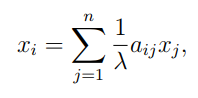 x_i = \sum_{j=1}^{n} \frac{1}{\lambda} a_{ij} x_j,